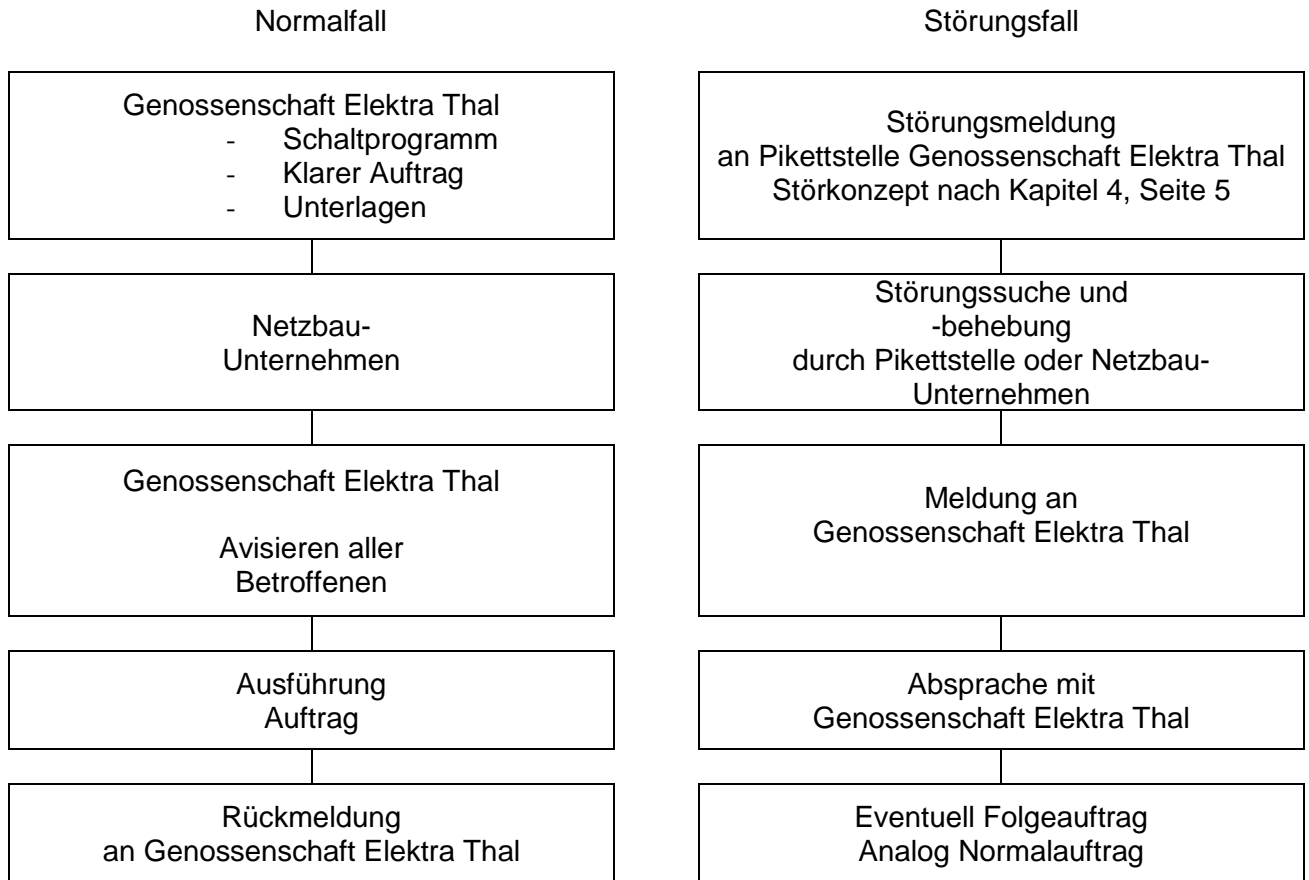 Normalfall
Genossenschaft Elektra Thal
- Schaltprogramm
- Klarer Auftrag
- Unterlagen
Netzbau-
Unternehmen
Genossenschaft Elektra Thal
Avisieren aller
Betroffenen
Ausführung
Auftrag
Rückmeldung
an Genossenschaft Elektra Thal
Störungsfall
Störungsmeldung
an Pikettstelle Genossenschaft Elektra Thal
Störkonzept nach Kapitel 4, Seite 5
Störungssuche und
-behebung
durch Pikettstelle oder Netzbau-
Unternehmen
Meldung an
Genossenschaft Elektra Thal
Absprache mit
Genossenschaft Elektra Thal
Eventuell Folgeauftrag
Analog Normalauftrag